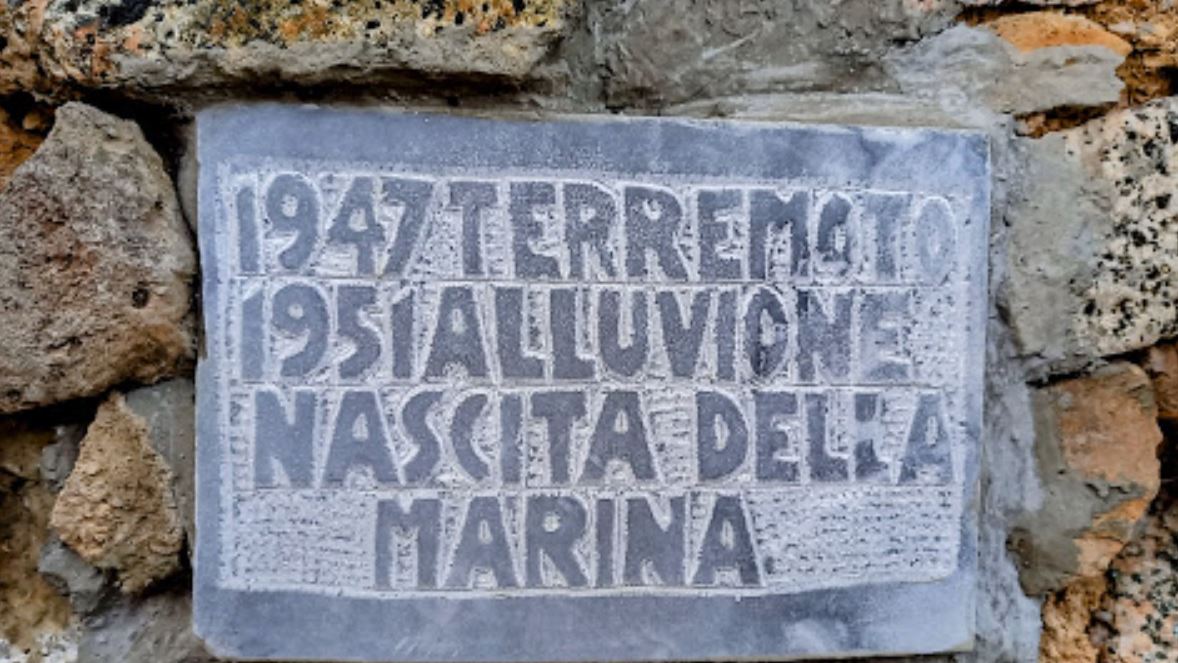 1947 TERREMOTO
1951 ALLUVIONE
NASCITA DELLA
MARINA